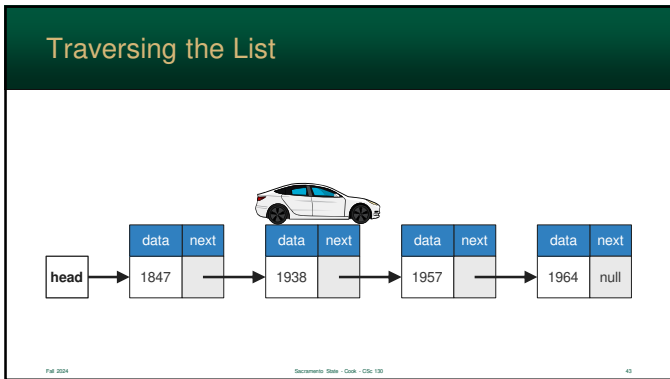 Traversing the List
data next data next data next data next
head 1847 1938 1957 1964 null
Fall 2024 Sacramento State - Cook - CSc 130 43